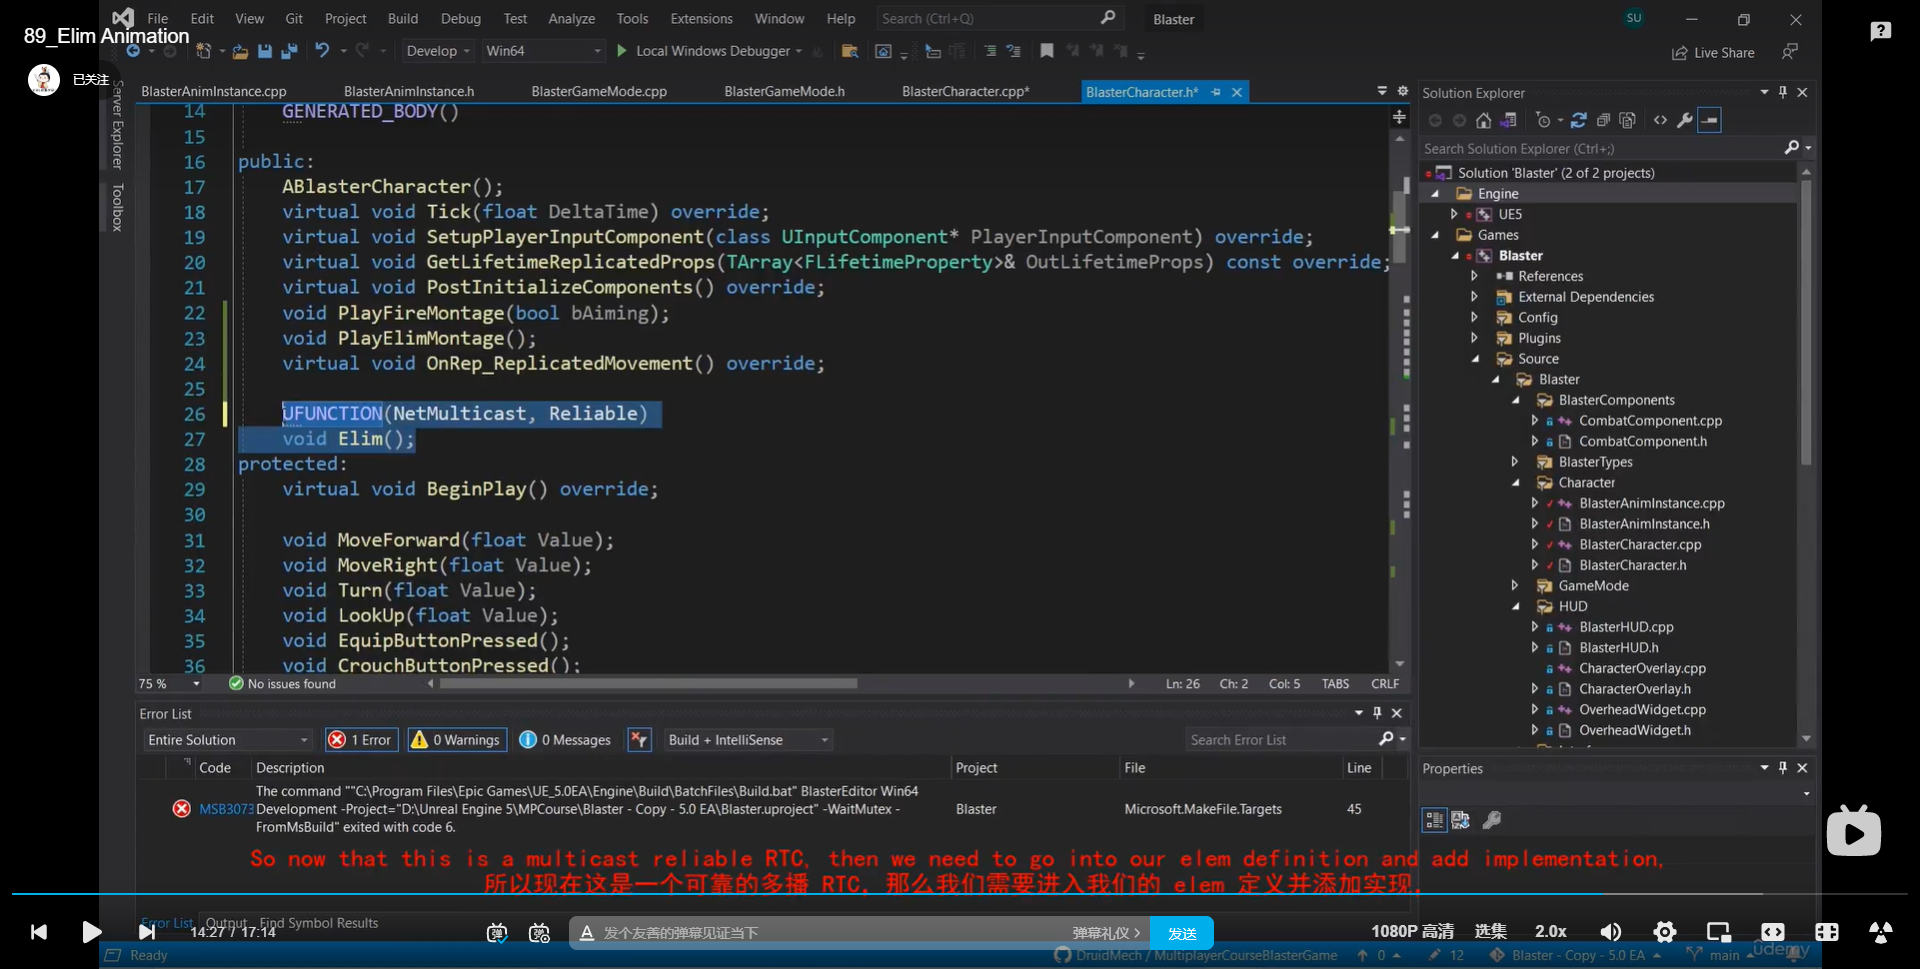 File Edit View Git Project Build Debug Test Analyze Tools Extensions Window Help Search (Ctrl+Q) Blaster SU
89_Elim Animation
Develop Win64 Local Windows Debugger Live Share
已关注
Server Explorer
Toolbox
BlasterAnimInstance.cpp BlasterAnimInstance.h BlasterGameMode.cpp BlasterGameMode.h BlasterCharacter.cpp* BlasterCharacter.h*
14 GENERATED_BODY()
15
16 public:
17 ABlasterCharacter();
18 virtual void Tick(float DeltaTime) override;
19 virtual void SetupPlayerInputComponent(class UInputComponent* PlayerInputComponent) override;
20 virtual void GetLifetimeReplicatedProps(TArray<FLifetimeProperty>& OutLifetimeProps) const override;
21 virtual void PostInitializeComponents() override;
22 void PlayFireMontage(bool bAiming);
23 void PlayElimMontage();
24 virtual void OnRep_ReplicatedMovement() override;
25
26 UFUNCTION(NetMulticast, Reliable)
27 void Elim();
28 protected:
29 virtual void BeginPlay() override;
30
31 void MoveForward(float Value);
32 void MoveRight(float Value);
33 void Turn(float Value);
34 void LookUp(float Value);
35 void EquipButtonPressed();
36 void CrouchButtonPressed();
75 % No issues found Ln: 26 Ch: 2 Col: 5 TABS CRLF
Solution Explorer
Search Solution Explorer (Ctrl+;)
Solution 'Blaster' (2 of 2 projects)
Engine
UE5
Games
Blaster
References
External Dependencies
Config
Plugins
Source
Blaster
BlasterComponents
CombatComponent.cpp
CombatComponent.h
BlasterTypes
Character
BlasterAnimInstance.cpp
BlasterAnimInstance.h
BlasterCharacter.cpp
BlasterCharacter.h
GameMode
HUD
BlasterHUD.cpp
BlasterHUD.h
CharacterOverlay.cpp
CharacterOverlay.h
OverheadWidget.cpp
OverheadWidget.h
Properties
Error List
Entire Solution 1 Error 0 Warnings 0 Messages Build + IntelliSense Search Error List
Code Description Project File Line
MSB3073 The command ""C:\Program Files\Epic Games\UE_5.0EA\Engine\Build\BatchFiles\Build.bat" BlasterEditor Win64
Development -Project="D:\Unreal Engine 5\MPCourse\Blaster - Copy - 5.0 EA\Blaster.uproject" -WaitMutex -
FromMsBuild" exited with code 6.
Blaster Microsoft.MakeFile.Targets 45
So now that this is a multicast reliable RTC, then we need to go into our elem definition and add implementation,
所以现在这是一个可靠的多播 RTC，那么我们需要进入我们的 elem 定义并添加实现，
Error List Output Find Symbol Results
14:27 / 17:14 发个友善的弹幕见证当下 弹幕礼仪 > 发送 1080P 高清 选集 2.0x
Ready DruidMech / MultiplayerCourseBlasterGame 0 12 Blaster - Copy - 5.0 EA main
ûdemy